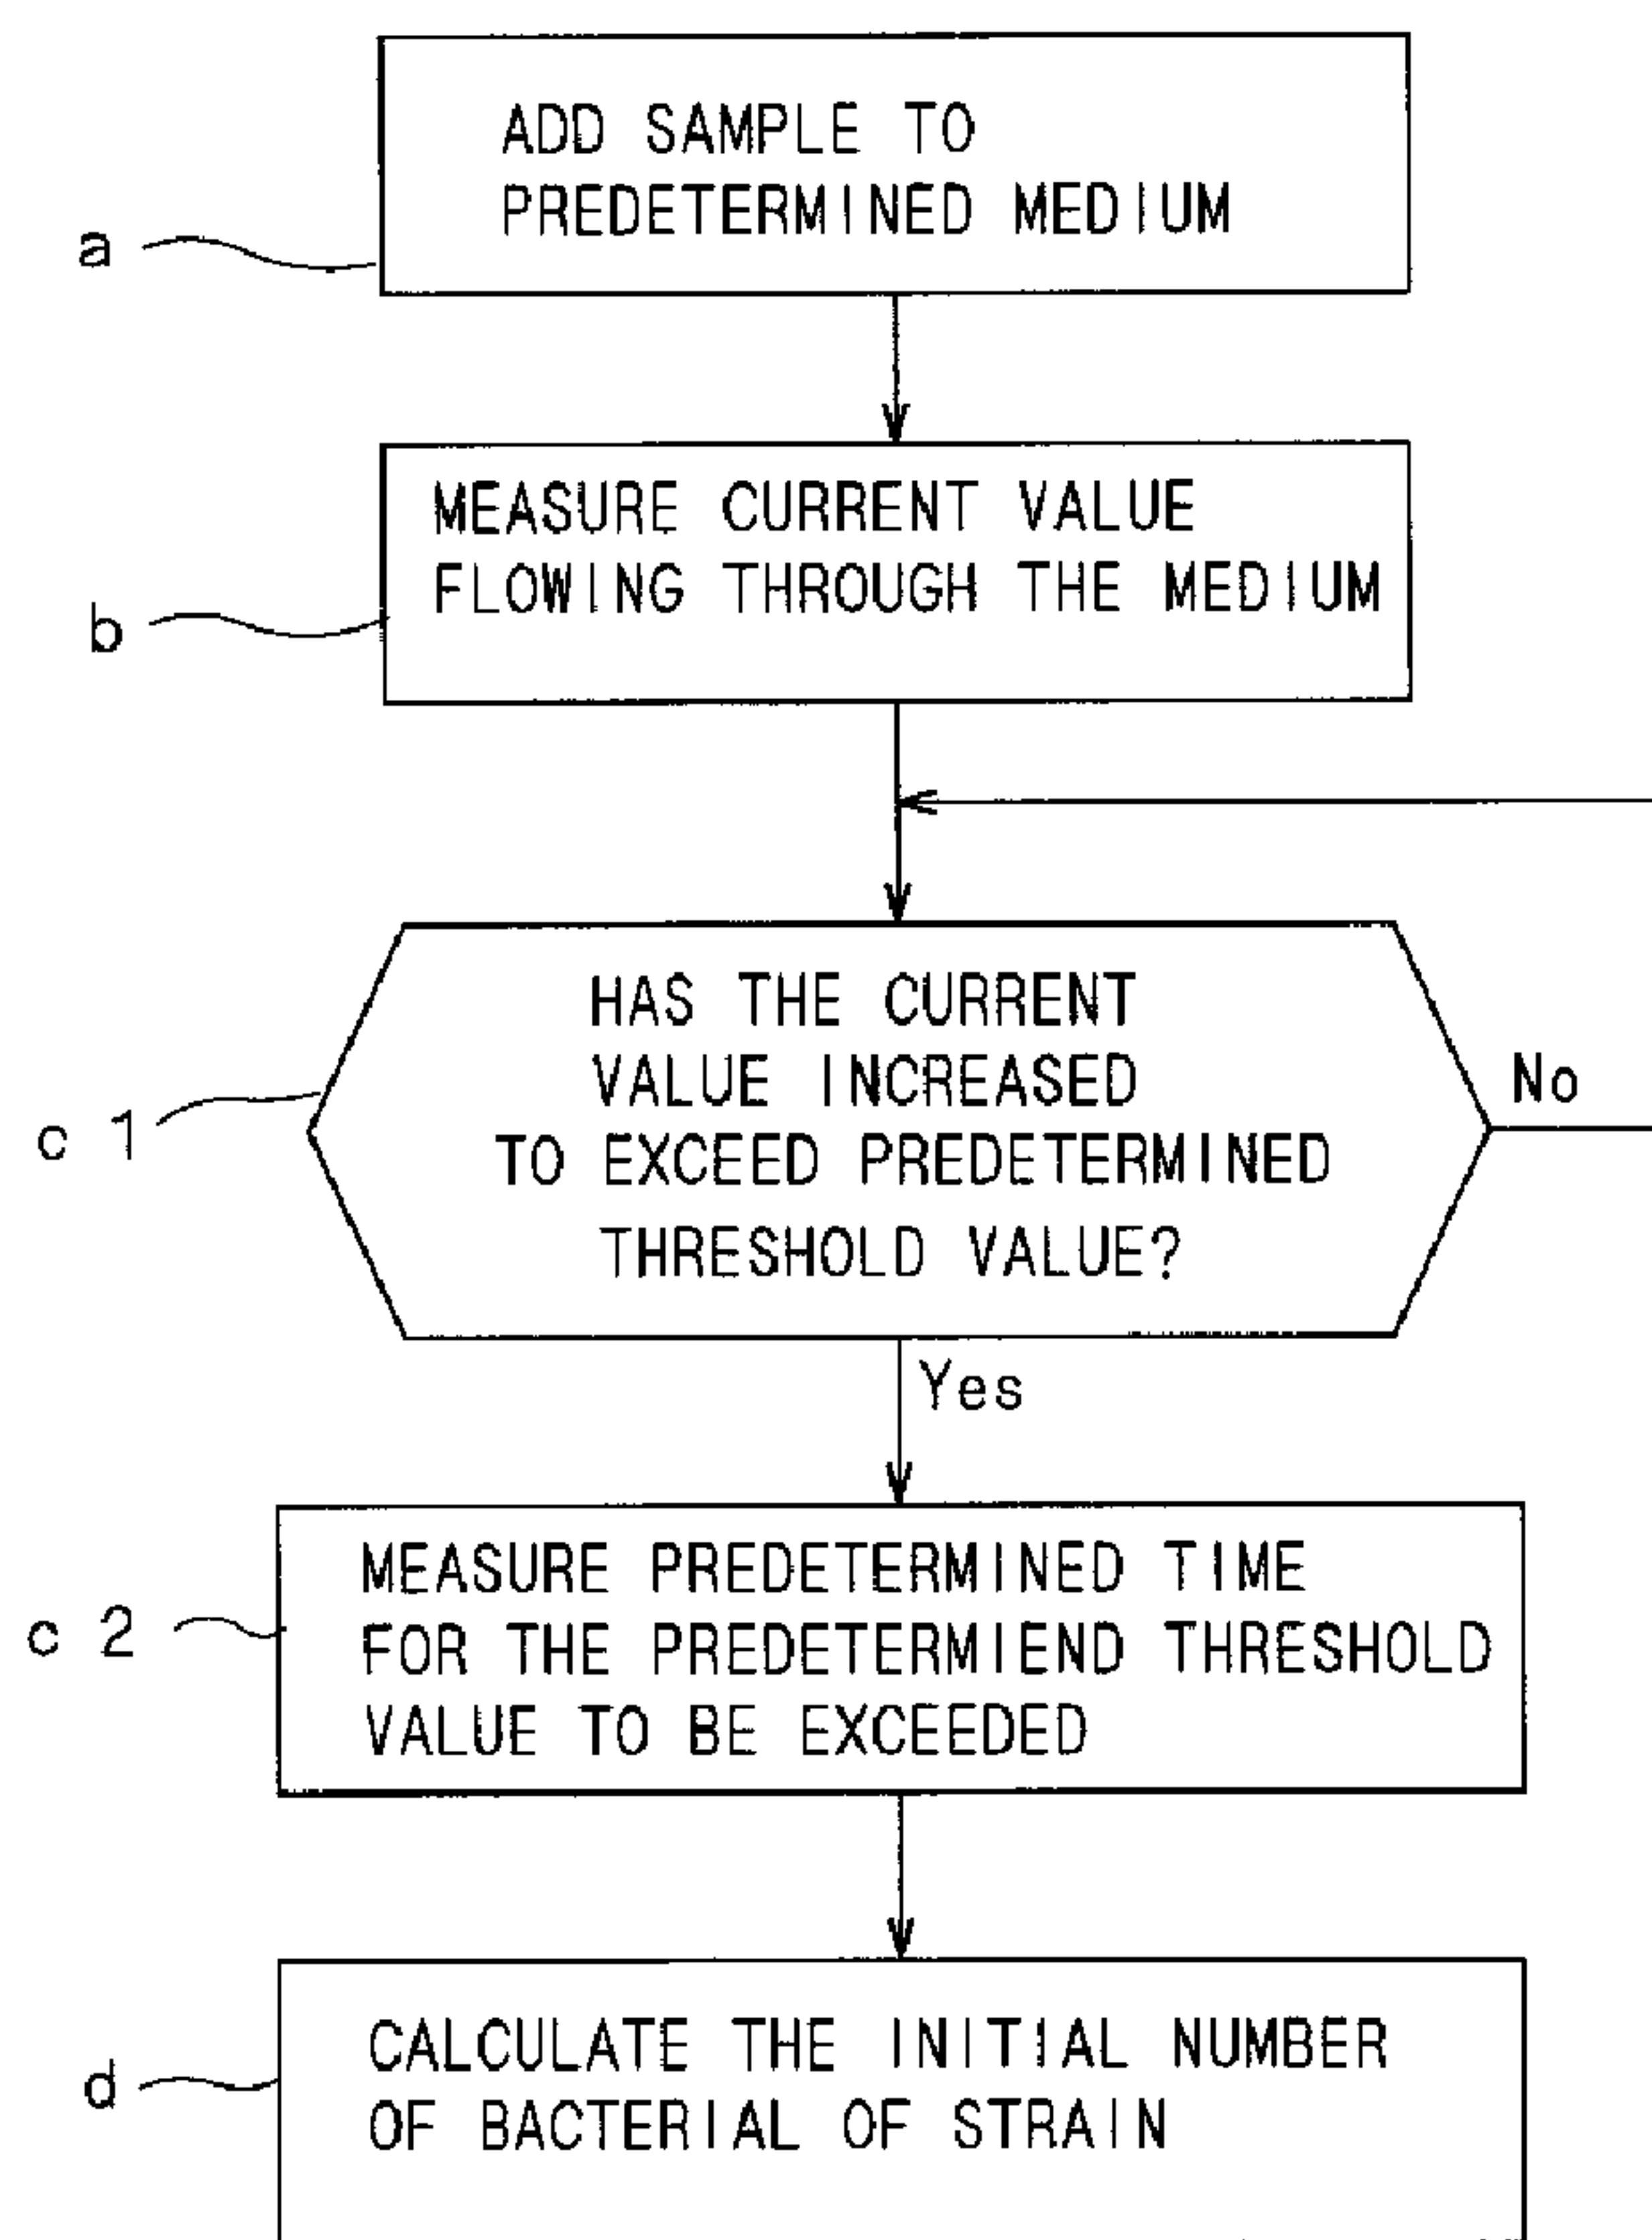 ADD SAMPLE TO
PREDETERMINED MEDIUM
a
MEASURE CURRENT VALUE
FLOWING THROUGH THE MEDIUM
b
HAS THE CURRENT
VALUE INCREASED
TO EXCEED PREDETERMINED
THRESHOLD VALUE?
No
c 1
Yes
MEASURE PREDETERMINED TIME
FOR THE PREDETERMIEND THRESHOLD
VALUE TO BE EXCEEDED
c 2
CALCULATE THE INITIAL NUMBER
OF BACTERIAL OF STRAIN
d